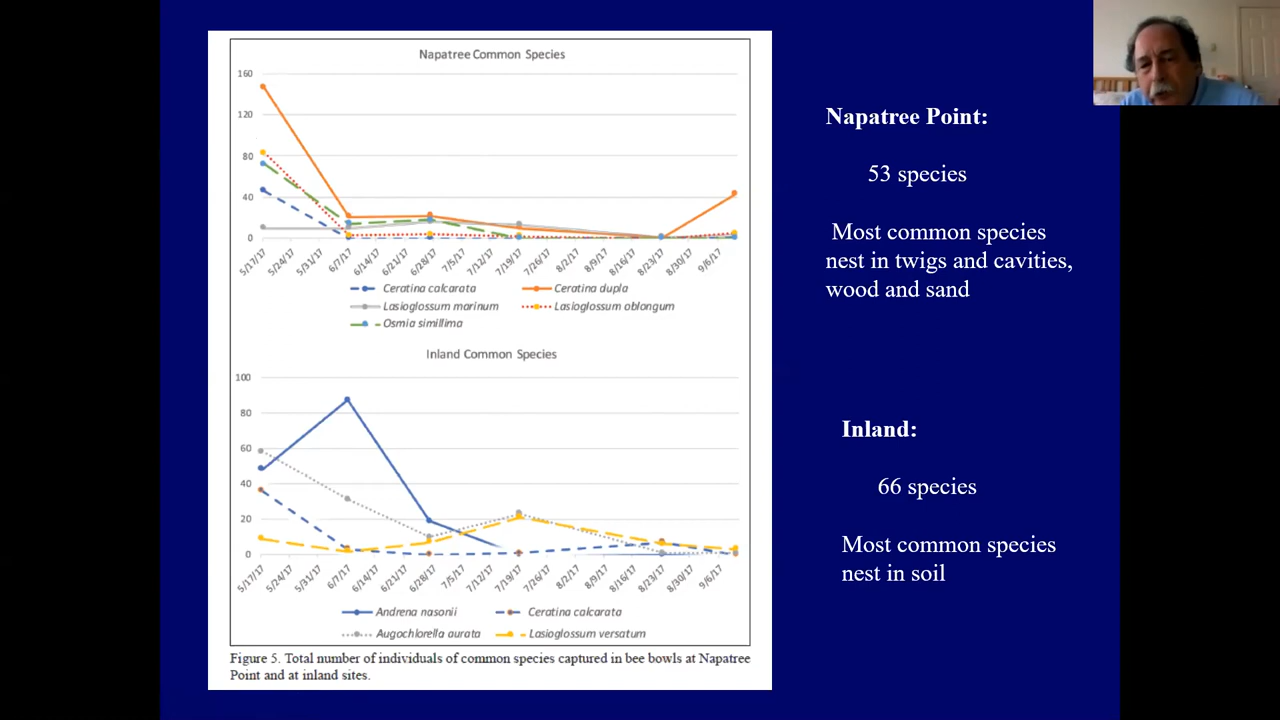 Napatree Common Species
160
120
80
40
0
5/17/17
5/24/17
5/31/17
6/7/17
6/14/17
6/21/17
6/28/17
7/5/17
7/12/17
7/19/17
7/26/17
8/2/17
8/9/17
8/16/17
8/23/17
8/30/17
9/6/17
Ceratina calcarata
Ceratina dupla
Lasioglossum marinum
Lasioglossum oblongum
Osmia simillima
Inland Common Species
100
80
60
40
20
0
5/17/17
5/24/17
5/31/17
6/7/17
6/14/17
6/21/17
6/28/17
7/5/17
7/12/17
7/19/17
7/26/17
8/2/17
8/9/17
8/16/17
8/23/17
8/30/17
9/6/17
Andrena nasonii
Ceratina calcarata
Augochlorella aurata
Lasioglossum versatum
Figure 5. Total number of individuals of common species captured in bee bowls at Napatree
Point and at inland sites.
Napatree Point:
53 species
Most common species
nest in twigs and cavities,
wood and sand
Inland:
66 species
Most common species
nest in soil